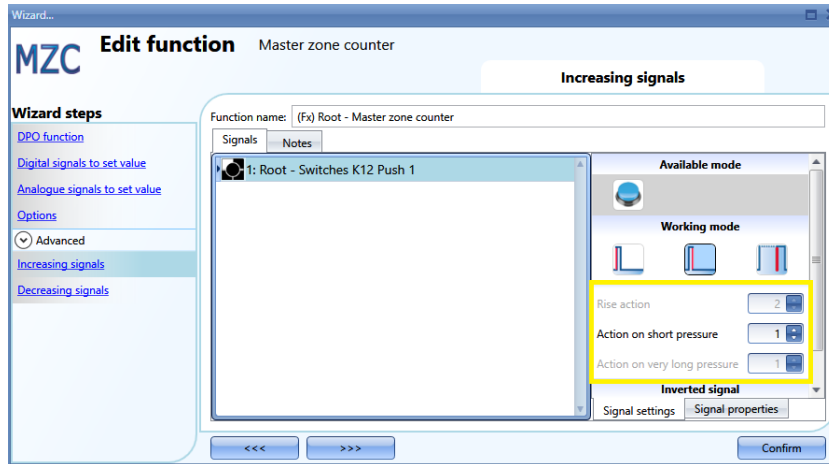 Wizard...
MZC Edit function Master zone counter
Increasing signals
Wizard steps
DPO function
Digital signals to set value
Analogue signals to set value
Options
Advanced
Increasing signals
Decreasing signals
Function name: (Fx) Root - Master zone counter
Signals Notes
1: Root - Switches K12 Push 1
Available mode
Working mode
Rise action 2
Action on short pressure 1
Action on very long pressure 1
Inverted signal
Signal settings Signal properties
<<< >>> Confirm